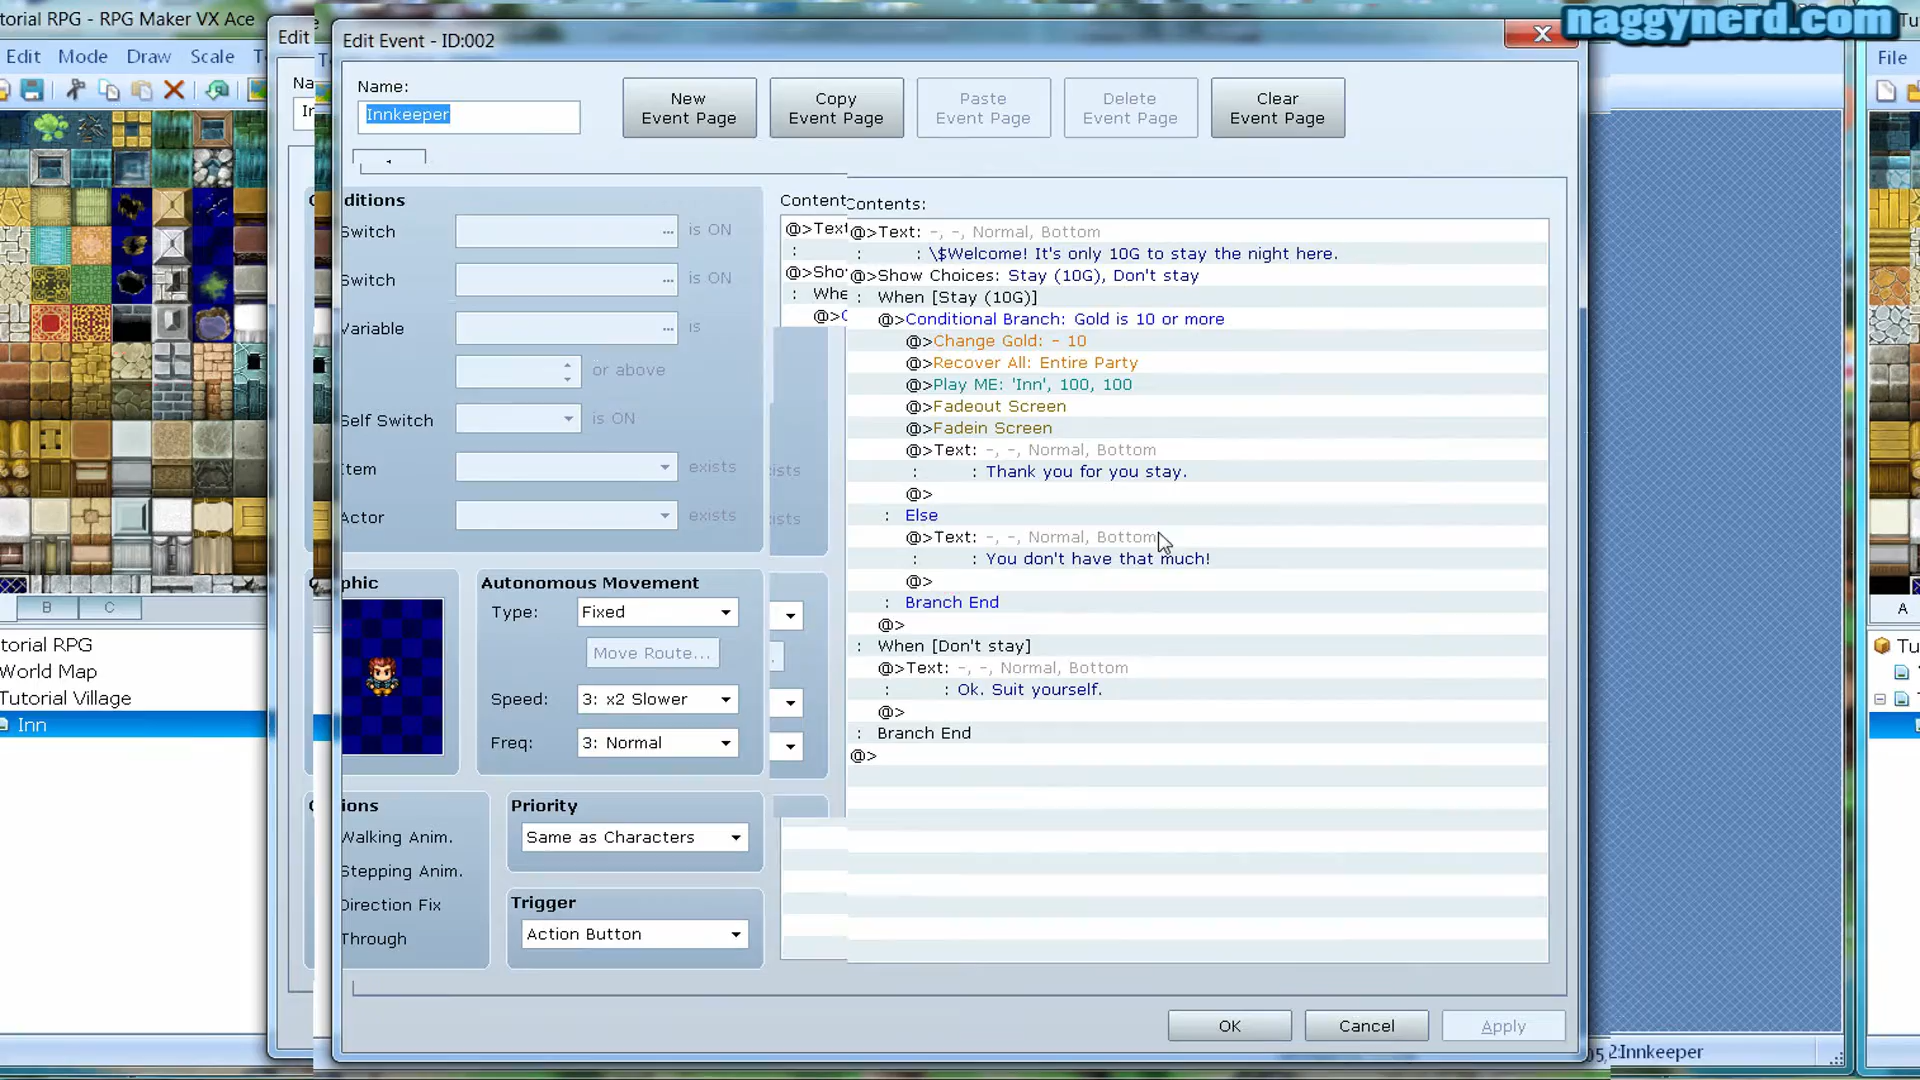 naggynerd.com
torial RPG - RPG Maker VX Ace
Edit
Edit Event - ID:002
Edit Mode Draw Scale
File
Name:
Innkeeper
New Event Page
Copy Event Page
Paste Event Page
Delete Event Page
Clear Event Page
ditions
Switch ... is ON
Switch ... is ON
Variable ... is
or above
Self Switch is ON
Item exists
Actor exists
phic
Autonomous Movement
Type: Fixed
Move Route...
Speed: 3: x2 Slower
Freq: 3: Normal
ions
Walking Anim.
Stepping Anim.
Direction Fix
Through
Priority
Same as Characters
Trigger
Action Button
Content
@>Text
:
@>Sho
: Whe
Contents:
@>Text: -, -, Normal, Bottom
: : \$Welcome! It's only 10G to stay the night here.
@>Show Choices: Stay (10G), Don't stay
: When [Stay (10G)]
@>Conditional Branch: Gold is 10 or more
@>Change Gold: - 10
@>Recover All: Entire Party
@>Play ME: 'Inn', 100, 100
@>Fadeout Screen
@>Fadein Screen
@>Text: -, -, Normal, Bottom
: : Thank you for you stay.
@>
: Else
@>Text: -, -, Normal, Bottom
: : You don't have that much!
@>
: Branch End
@>
: When [Don't stay]
@>Text: -, -, Normal, Bottom
: : Ok. Suit yourself.
@>
: Branch End
@>
OK
Cancel
Apply
B C
torial RPG
World Map
Tutorial Village
Inn
A
Tu
2:Innkeeper